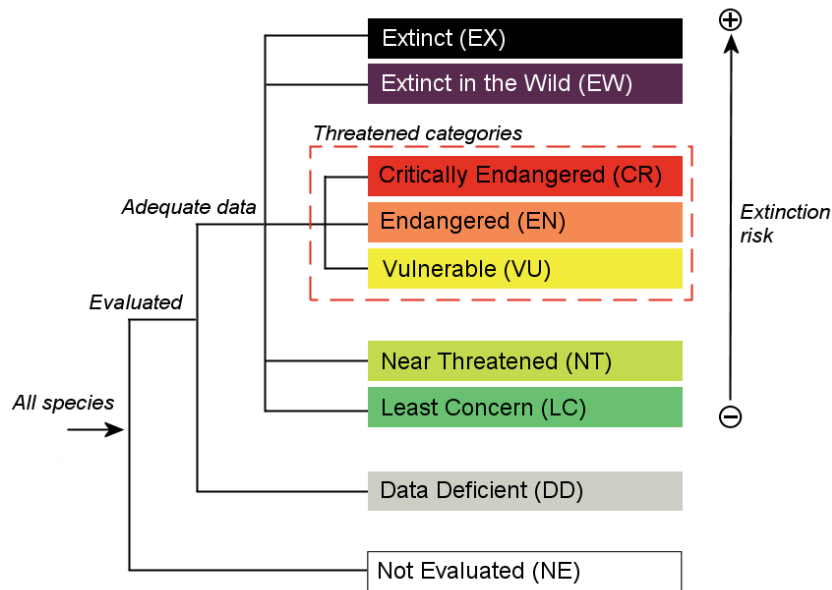 Extinct (EX)
Extinct in the Wild (EW)
Threatened categories
Critically Endangered (CR)
Adequate data
Endangered (EN)
Extinction
risk
Vulnerable (VU)
Evaluated
Near Threatened (NT)
All species
Least Concern (LC)
Data Deficient (DD)
Not Evaluated (NE)